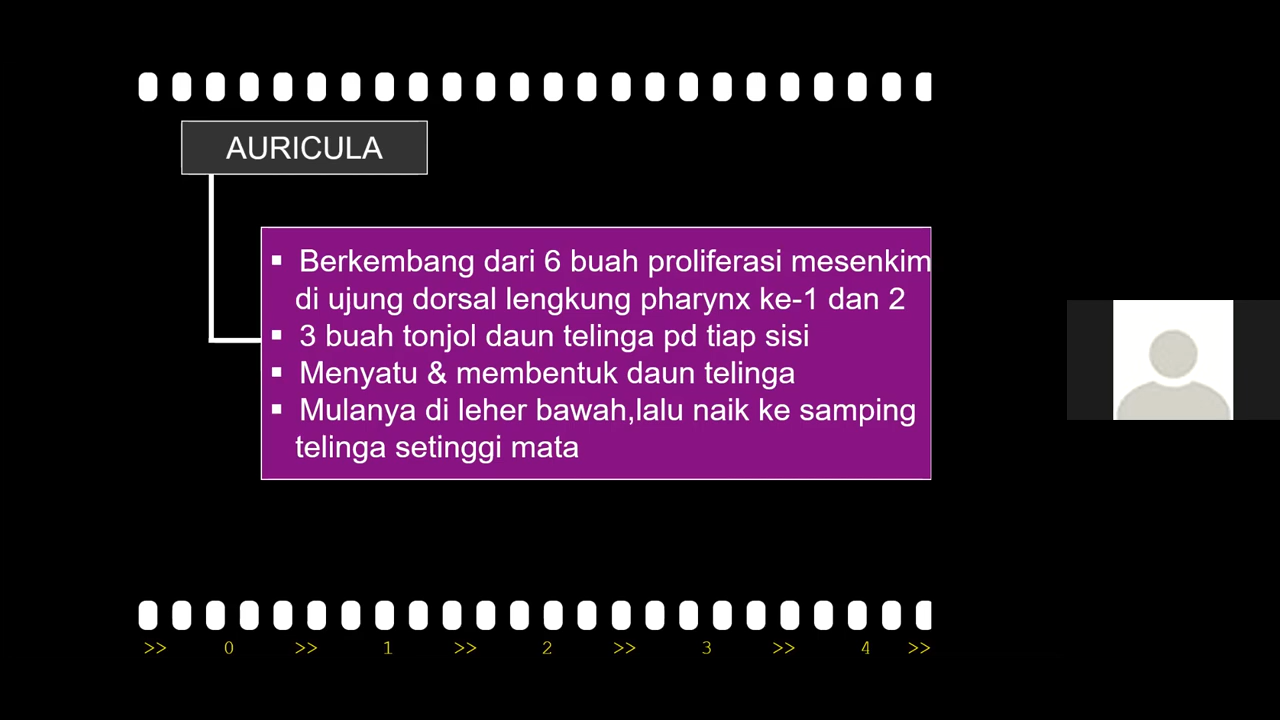 AURICULA
▪ Berkembang dari 6 buah proliferasi mesenkim
di ujung dorsal lengkung pharynx ke-1 dan 2
▪ 3 buah tonjol daun telinga pd tiap sisi
▪ Menyatu & membentuk daun telinga
▪ Mulanya di leher bawah,lalu naik ke samping
telinga setinggi mata
>> 0 >> 1 >> 2 >> 3 >> 4 >>